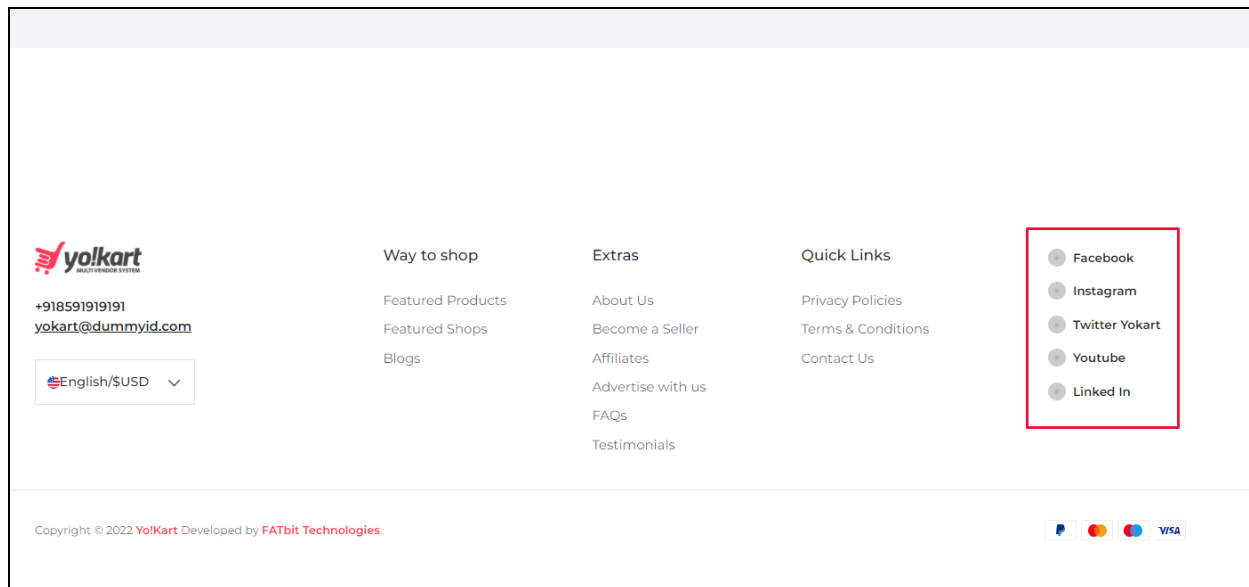 yo!kart
MULTI VENDOR SYSTEM
+918591919191
yokart@dummyid.com
English/$USD
Way to shop
Featured Products
Featured Shops
Blogs
Extras
About Us
Become a Seller
Affiliates
Advertise with us
FAQs
Testimonials
Quick Links
Privacy Policies
Terms & Conditions
Contact Us
Facebook
Instagram
Twitter Yokart
Youtube
Linked In
Copyright © 2022 Yo!Kart Developed by FATbit Technologies.
VISA